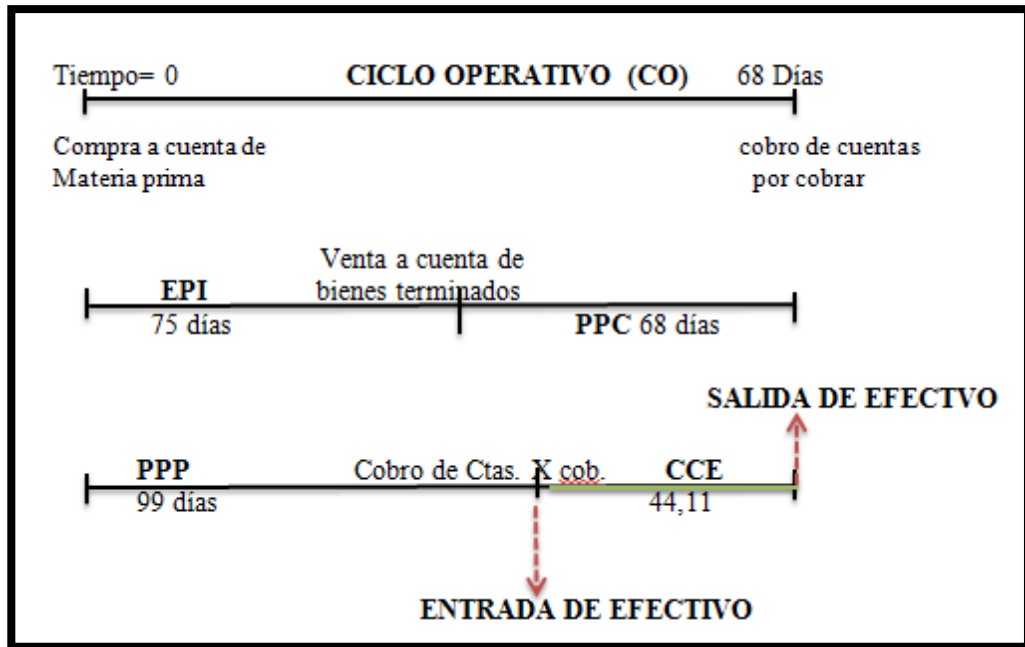 Tiempo= 0 CICLO OPERATIVO (CO) 68 Días
Compra a cuenta de
Materia prima
cobro de cuentas
por cobrar
Venta a cuenta de
bienes terminados
EPI
75 días
PPC 68 días
SALIDA DE EFECTVO
PPP Cobro de Ctas. X cob. CCE
99 días 44,11
ENTRADA DE EFECTIVO